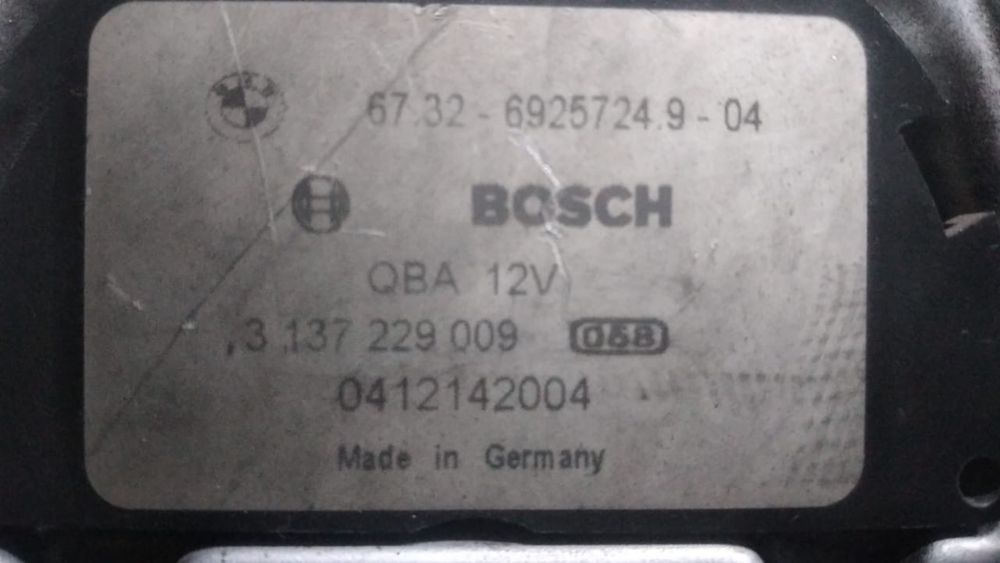 67.32 - 6925724.9 - 04
BOSCH
QBA 12V
3 137 229 009 058
0412142004
Made in Germany